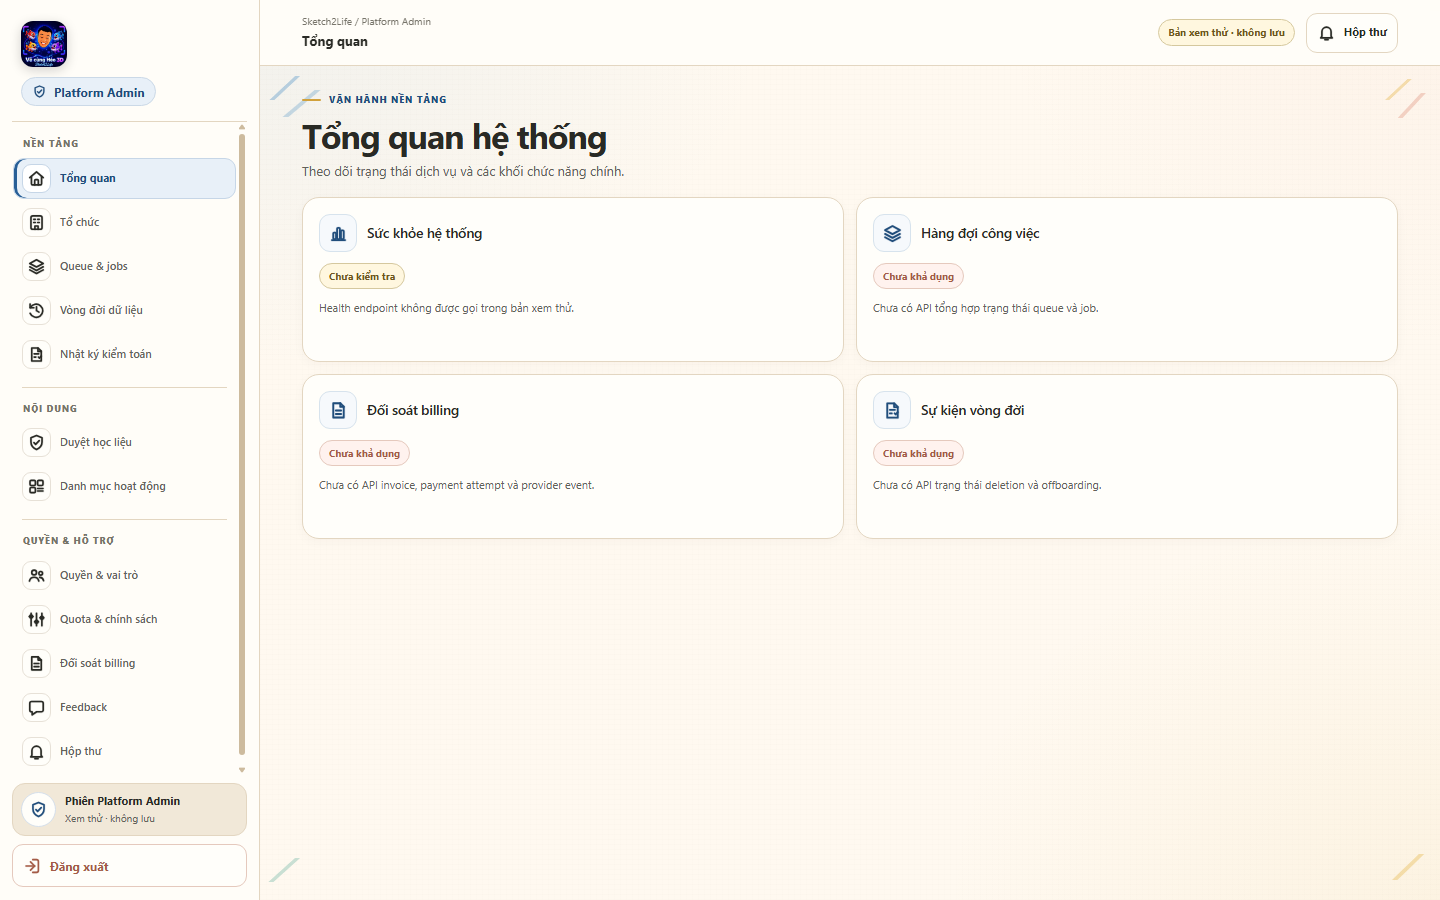 Platform Admin
NỀN TẢNG
Tổng quan
Tổ chức
Queue & jobs
Vòng đời dữ liệu
Nhật ký kiểm toán
NỘI DUNG
Duyệt học liệu
Danh mục hoạt động
QUYỀN & HỖ TRỢ
Quyền & vai trò
Quota & chính sách
Đối soát billing
Feedback
Hộp thư
Phiên Platform Admin
Xem thử · không lưu
Đăng xuất
Sketch2Life / Platform Admin
Tổng quan
Bản xem thử · không lưu
Hộp thư
VẬN HÀNH NỀN TẢNG
Tổng quan hệ thống
Theo dõi trạng thái dịch vụ và các khối chức năng chính.
Sức khỏe hệ thống
Chưa kiểm tra
Health endpoint không được gọi trong bản xem thử.
Hàng đợi công việc
Chưa khả dụng
Chưa có API tổng hợp trạng thái queue và job.
Đối soát billing
Chưa khả dụng
Chưa có API invoice, payment attempt và provider event.
Sự kiện vòng đời
Chưa khả dụng
Chưa có API trạng thái deletion và offboarding.